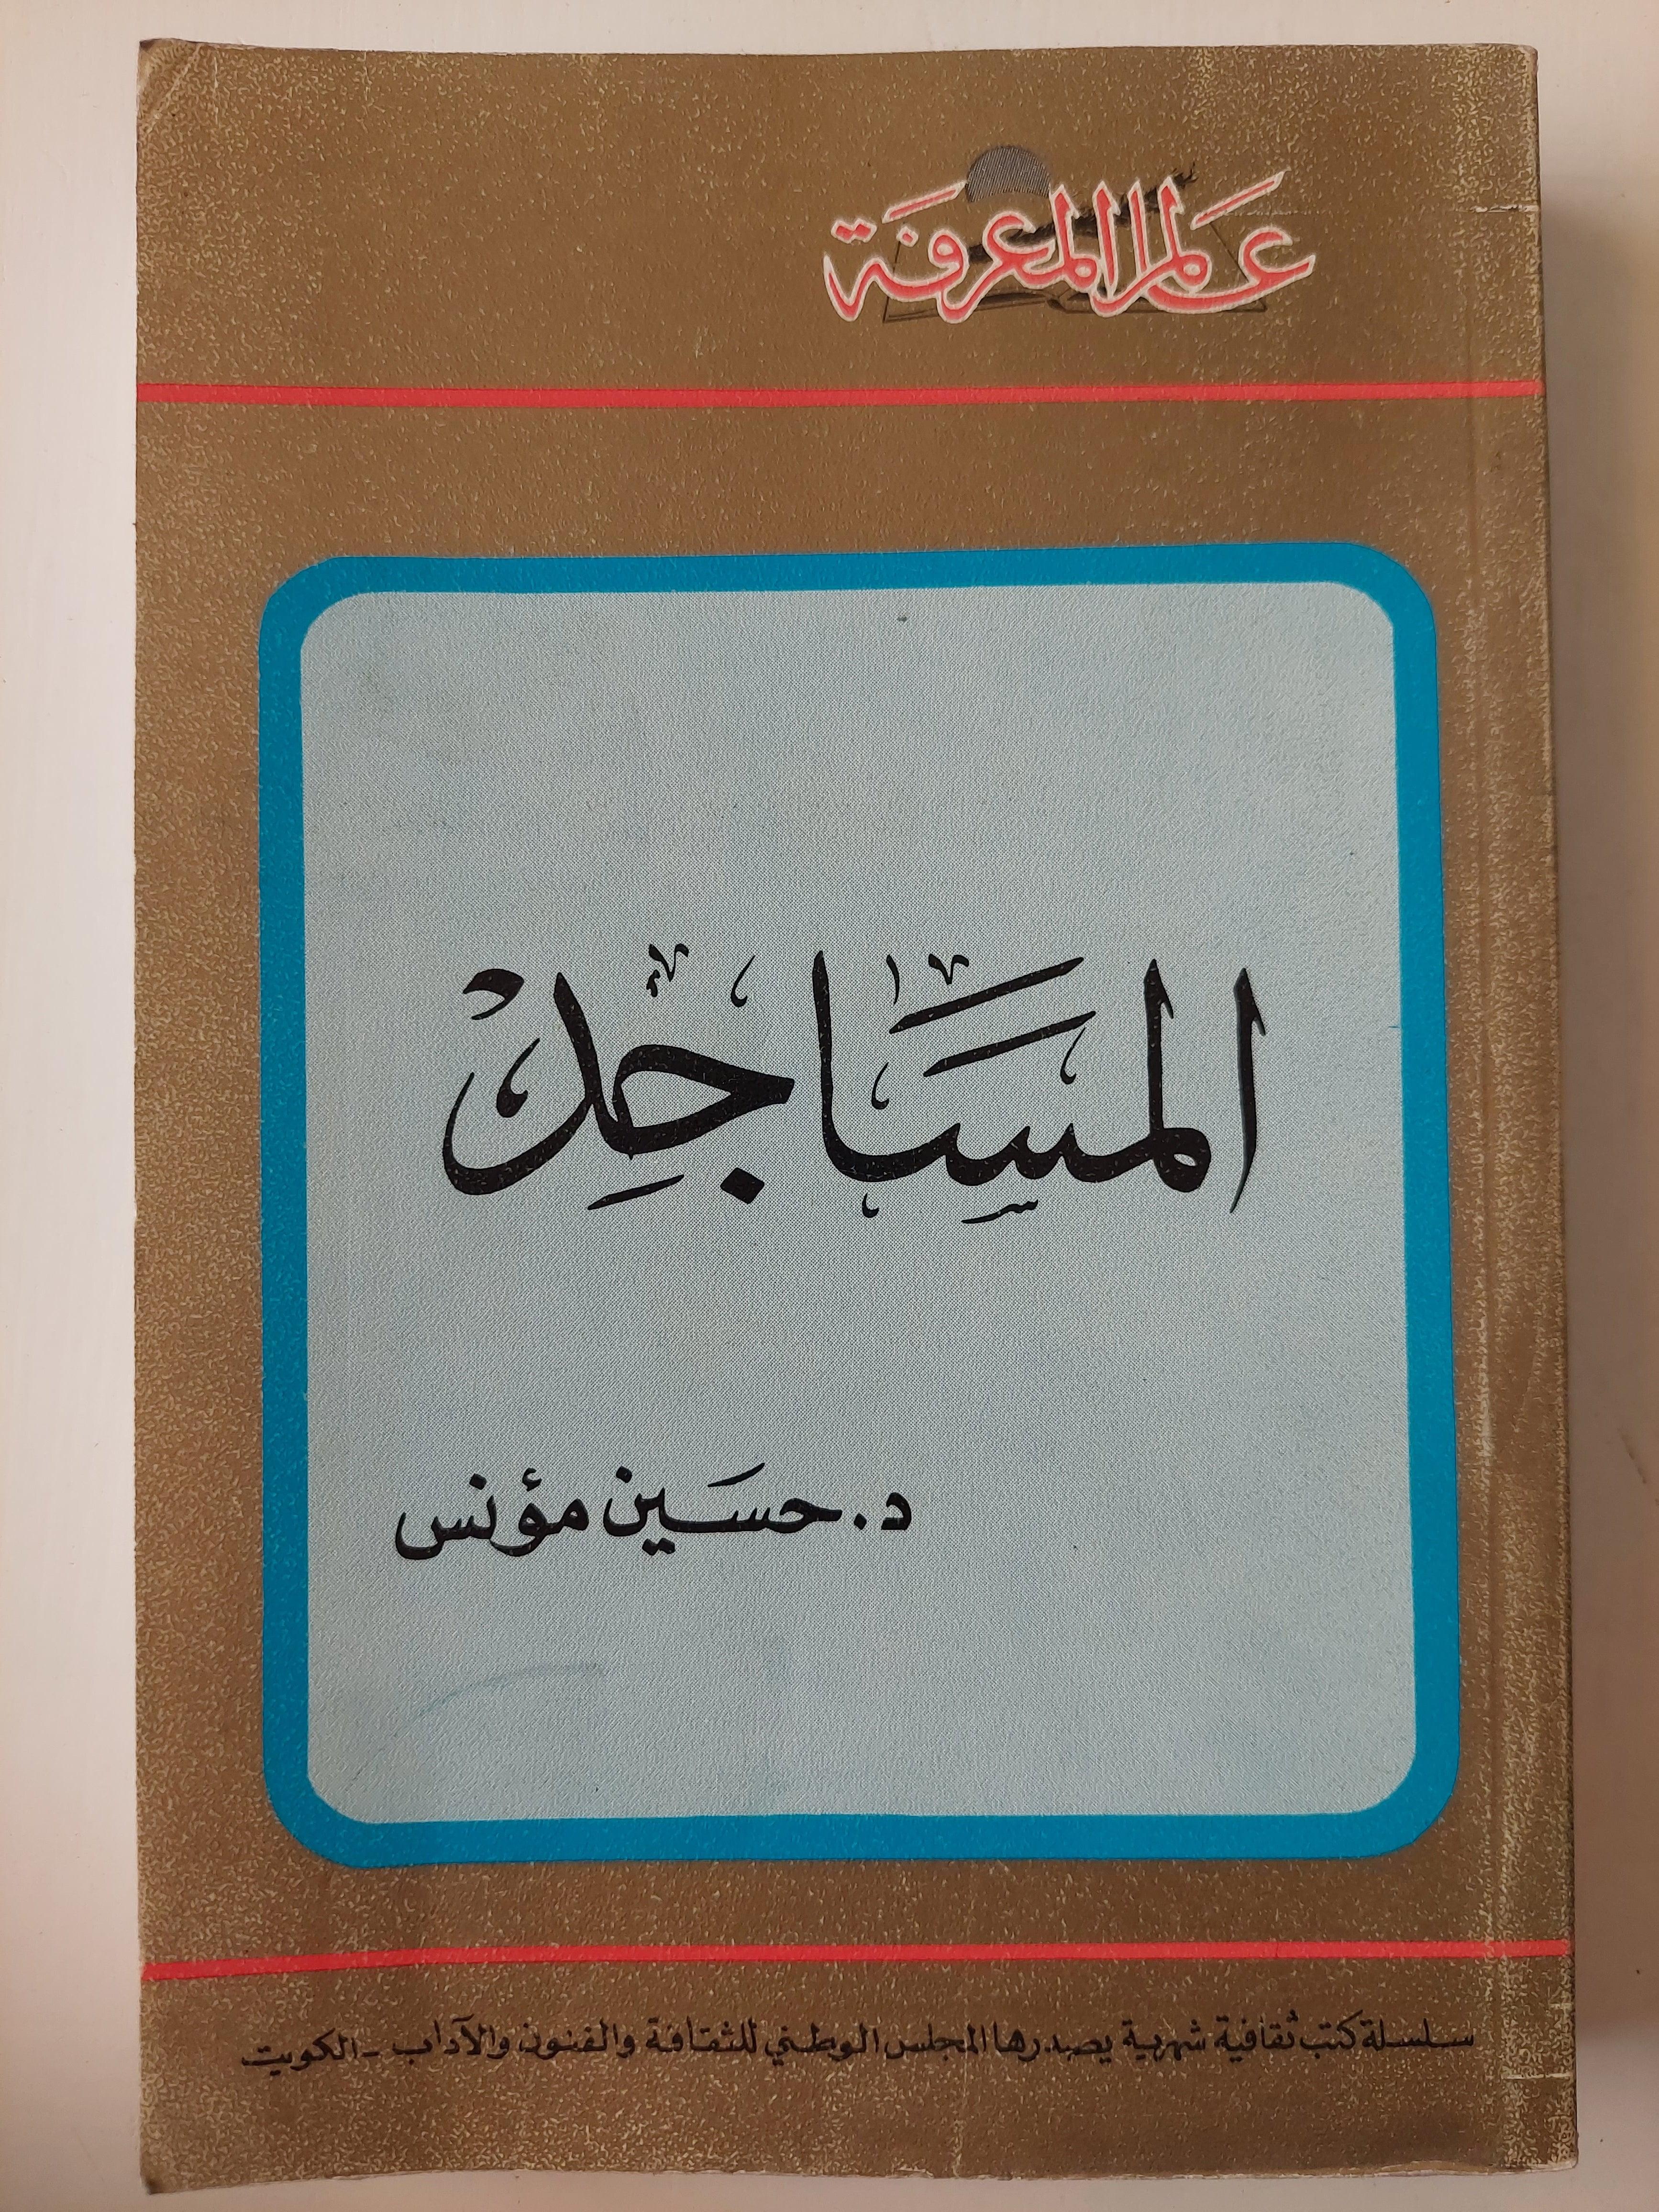 عالم المعرفة
المساجد
د. حسين مؤنس
سلسلة كتب ثقافية شهرية يصدرها المجلس الوطني للثقافة والفنون والآداب - الكويت